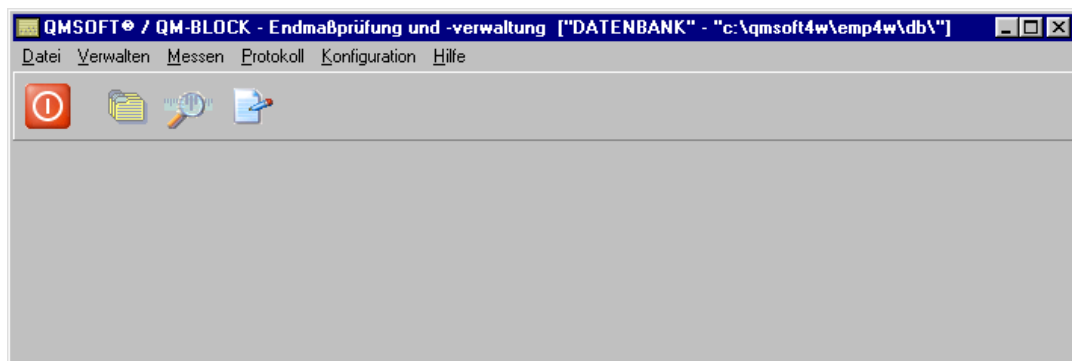 QMSOFT® / QM-BLOCK - Endmaßprüfung und -verwaltung ["DATENBANK" - "c:\qmsoft4w\emp4w\db\"]
Datei Verwalten Messen Protokoll Konfiguration Hilfe